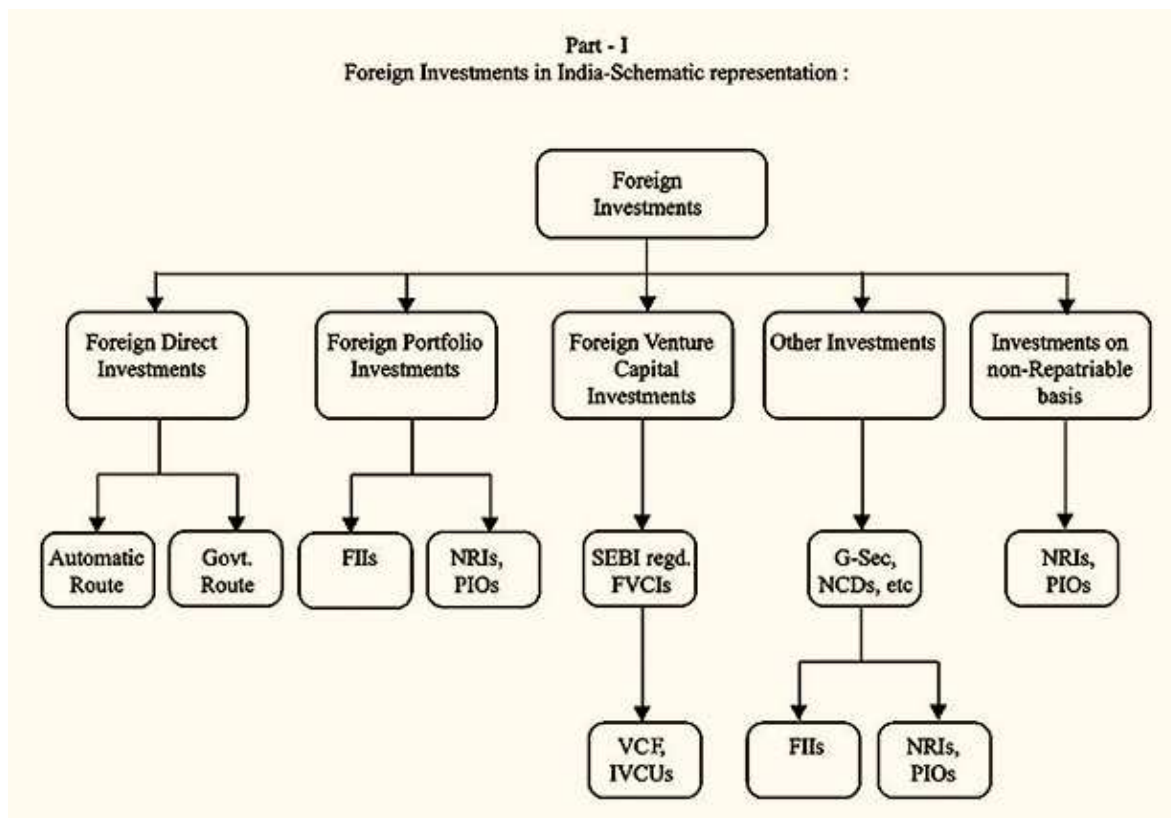 Part - I
Foreign Investments in India-Schematic representation :
Foreign
Investments
Foreign Direct
Investments
Foreign Portfolio
Investments
Foreign Venture
Capital
Investments
Other Investments
Investments on
non-Repatriable
basis
Automatic
Route
Govt.
Route
FIIs
NRIs,
PIOs
SEBI regd.
FVCIs
G-Sec,
NCDs, etc
NRIs,
PIOs
VCF,
IVCUs
FIIs
NRIs,
PIOs